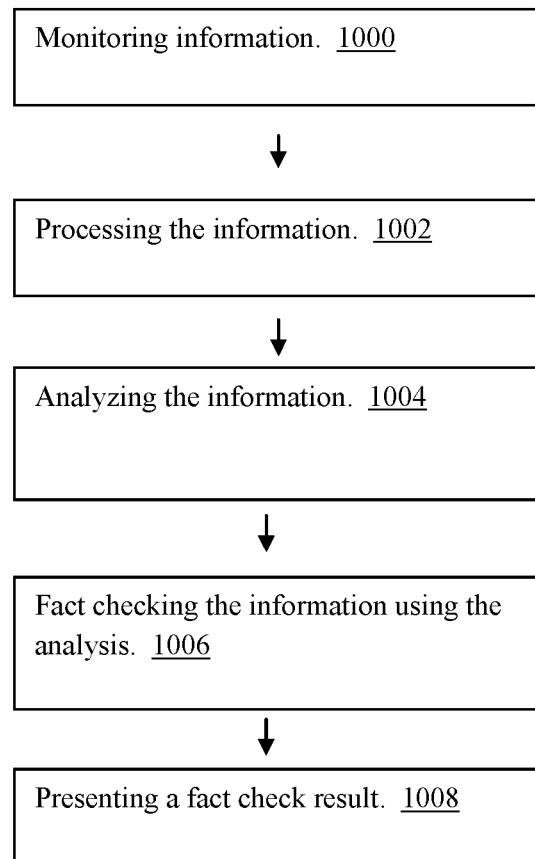 Monitoring information. 1000
Processing the information. 1002
Analyzing the information. 1004
Fact checking the information using the
analysis. 1006
Presenting a fact check result. 1008